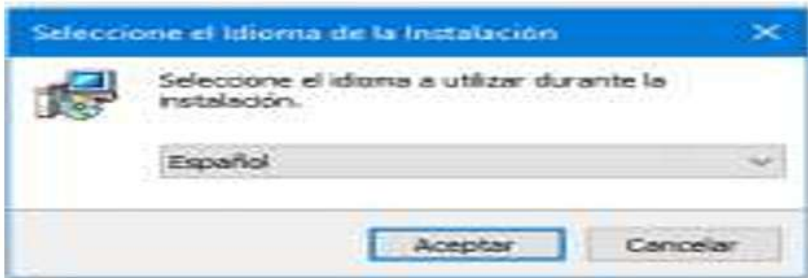 Seleccione el Idioma de la Instalación
Seleccione el idioma a utilizar durante la
instalación.
Español
Aceptar
Cancelar